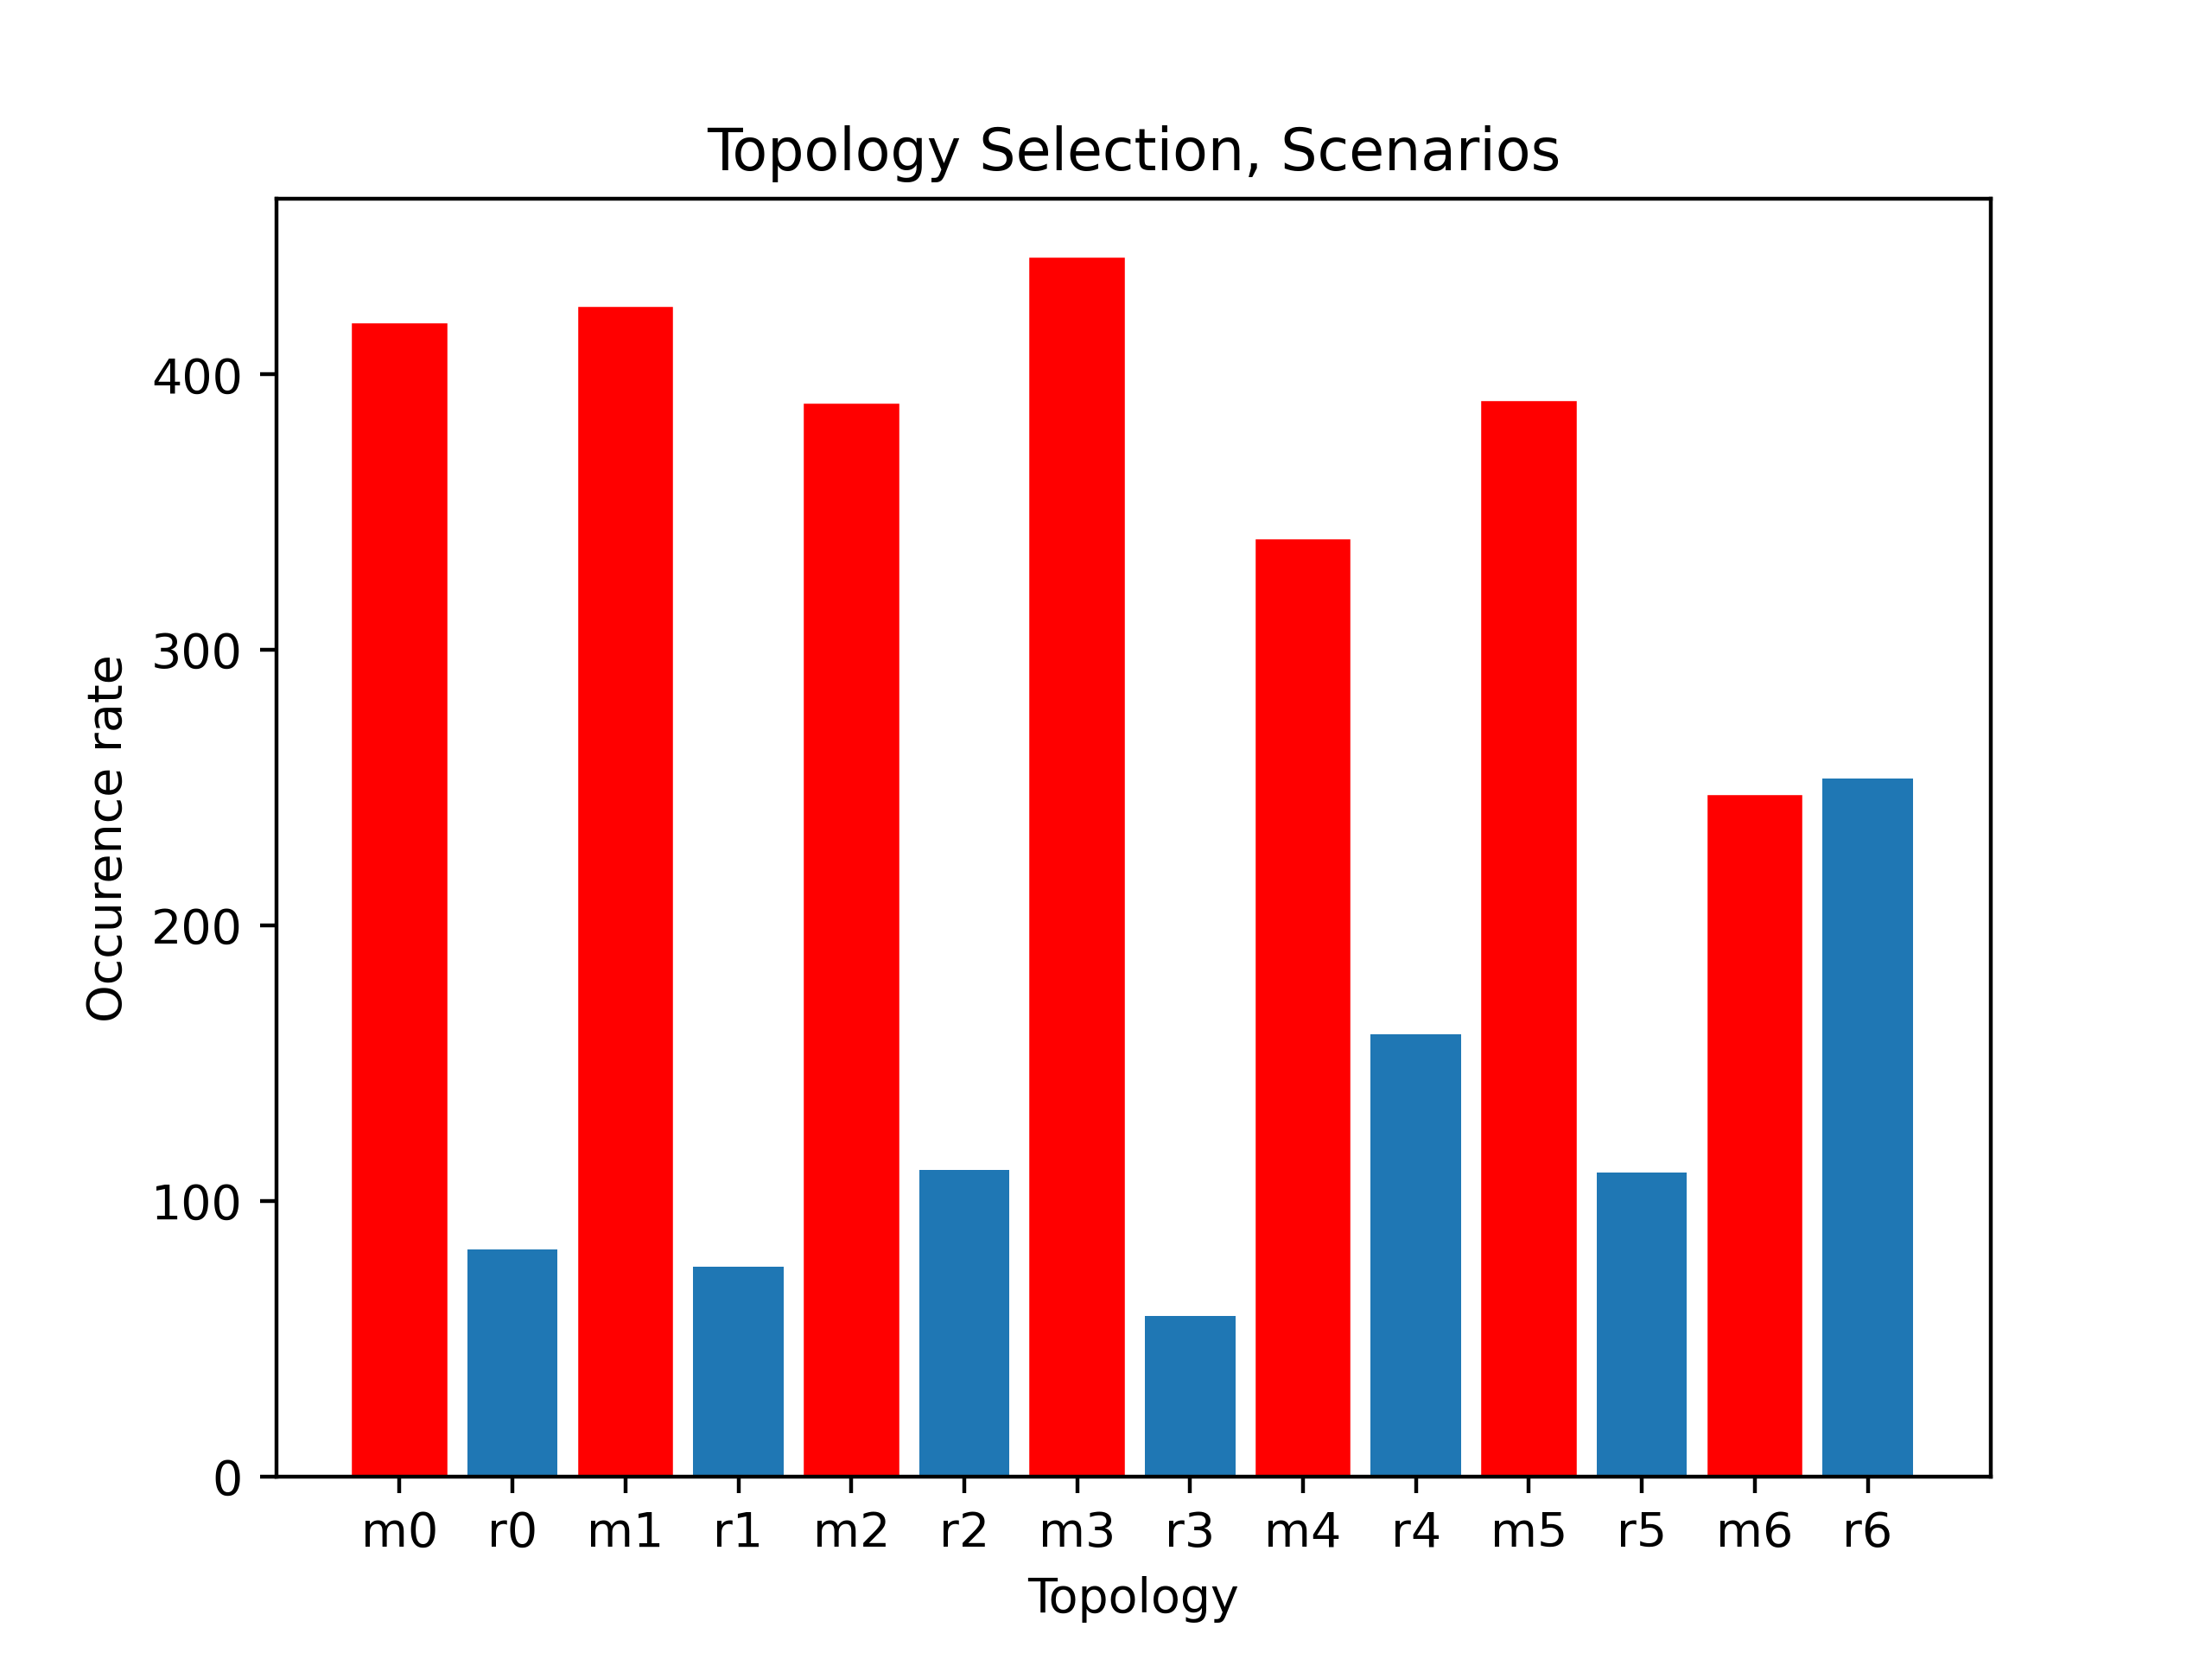 Topology Selection, Scenarios
Occurence rate
400
300
200
100
0
m0 r0 m1 r1 m2 r2 m3 r3 m4 r4 m5 r5 m6 r6
Topology